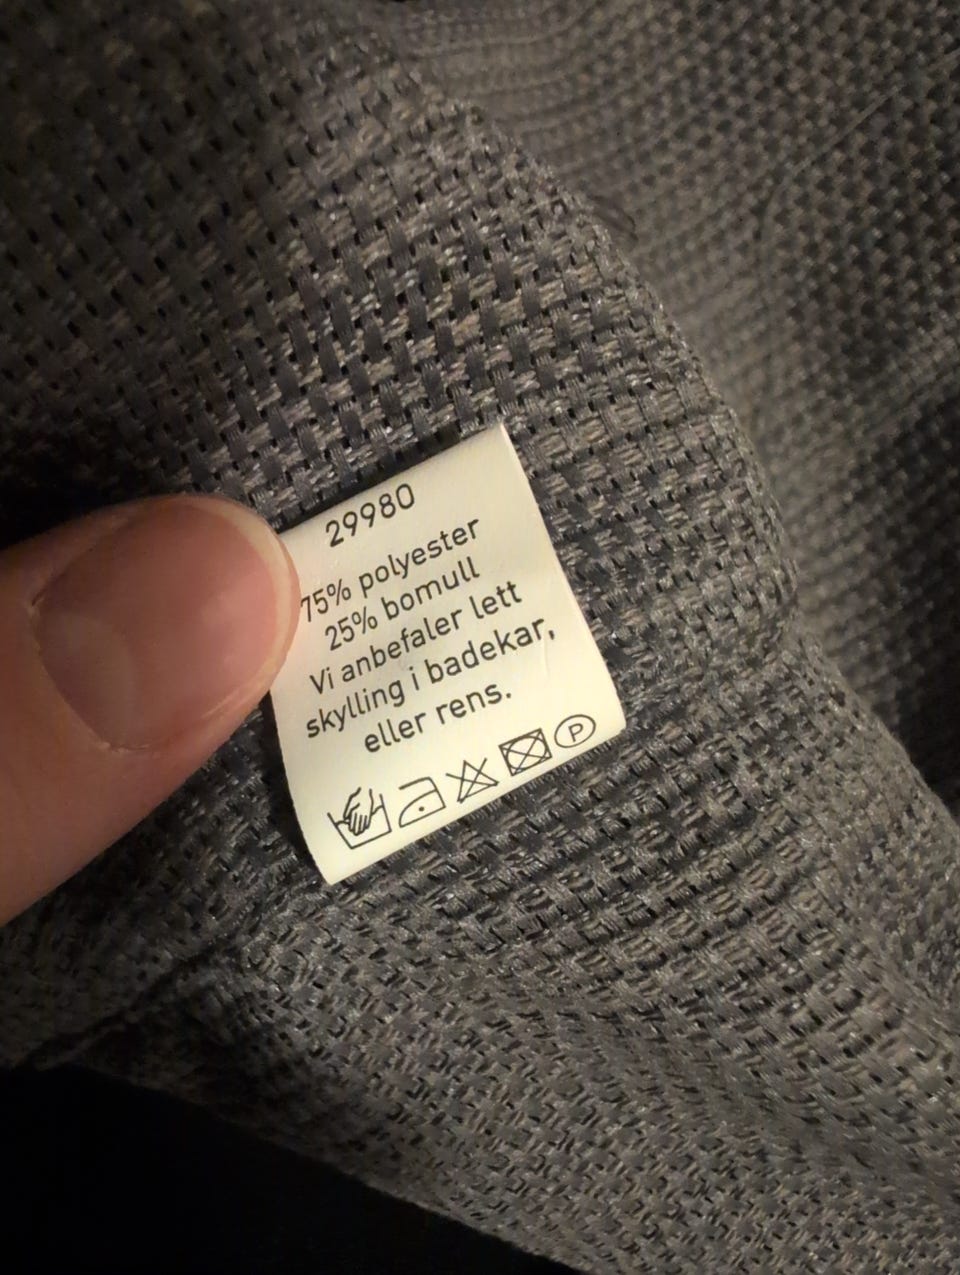 29980
75% polyester
25% bomull
Vi anbefaler lett
skylling i badekar,
eller rens.
P